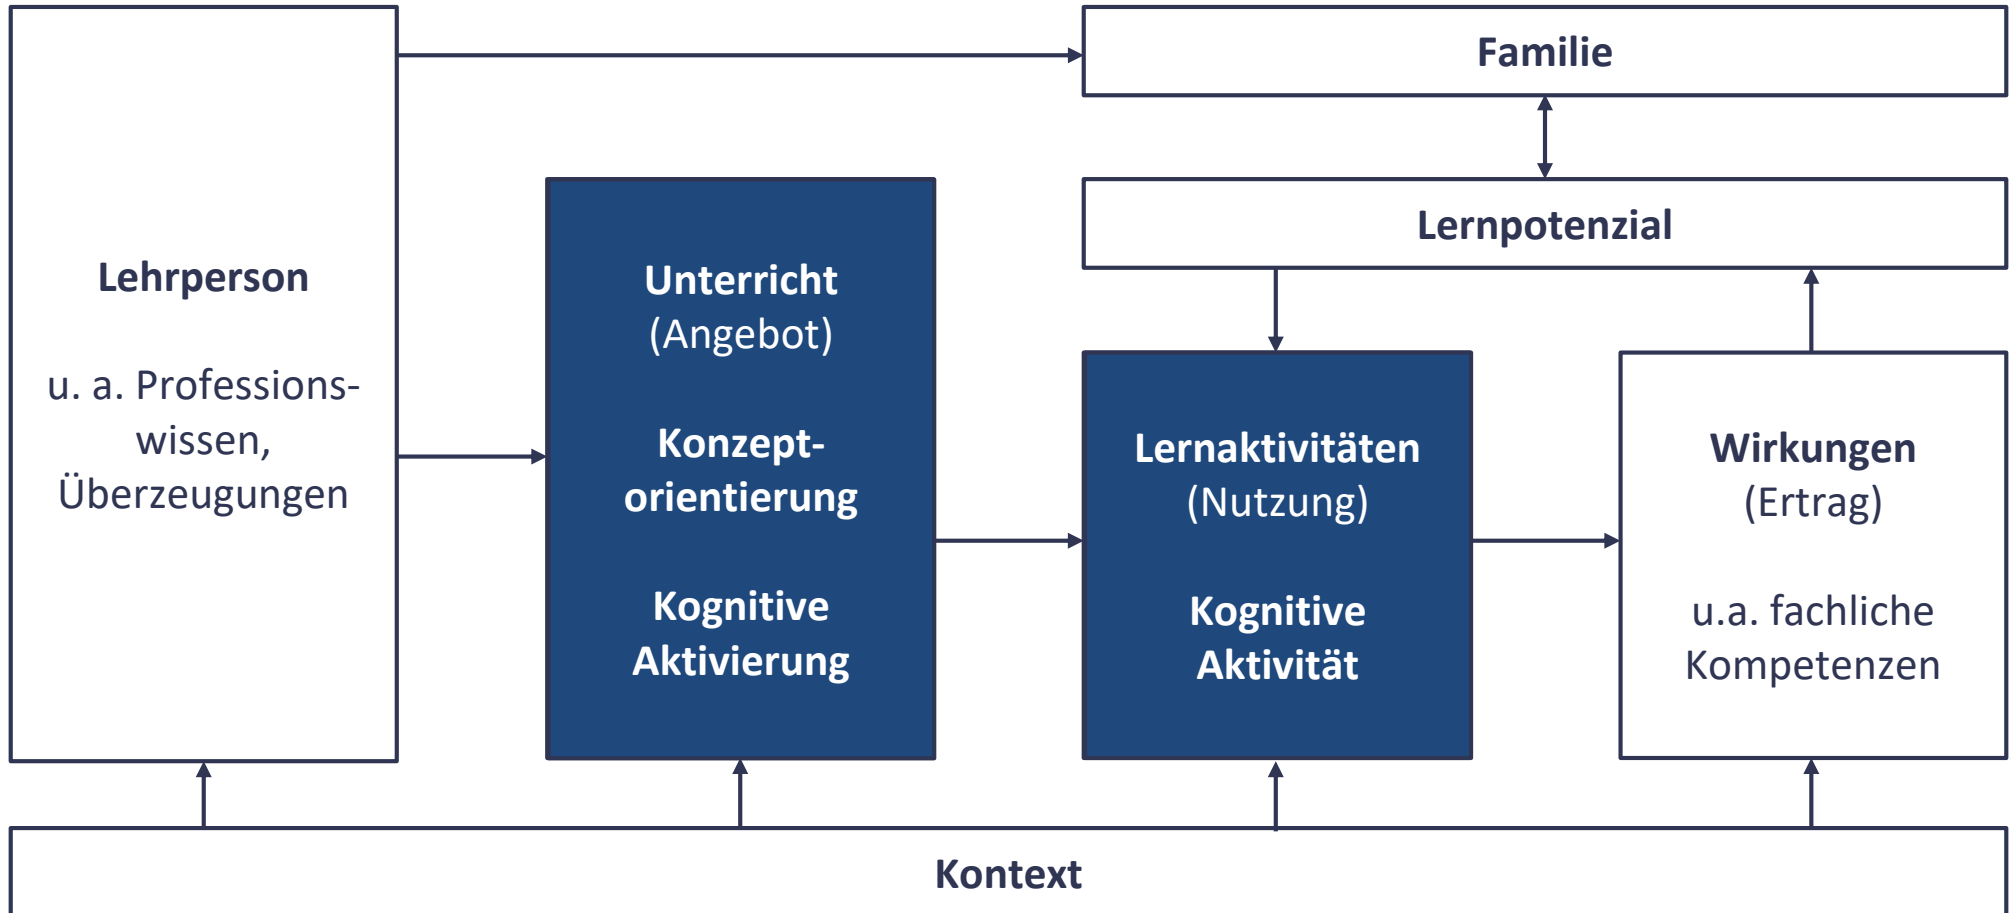 Familie
Lernpotenzial
Lehrperson
u. a. Professions-
wissen,
Überzeugungen
Unterricht
(Angebot)
Konzept-
orientierung
Kognitive
Aktivierung
Lernaktivitäten
(Nutzung)
Kognitive
Aktivität
Wirkungen
(Ertrag)
u.a. fachliche
Kompetenzen
Kontext